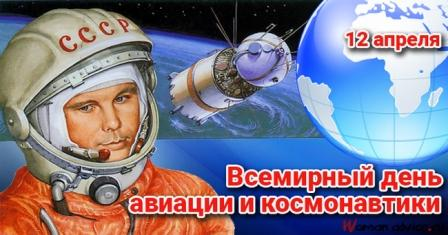 СССР
12 апреля
Всемирный день
авиации и космонавтики